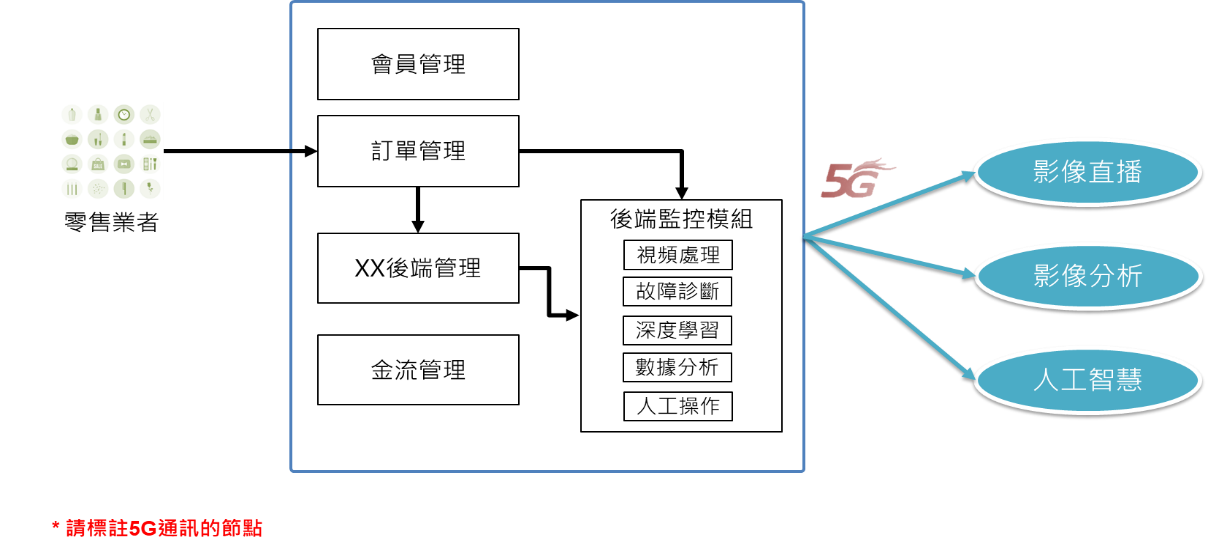 會員管理
訂單管理
XX後端管理
金流管理
零售業者
後端監控模組
視頻處理
故障診斷
深度學習
數據分析
人工操作
5G
影像直播
影像分析
人工智慧
* 請標註5G通訊的節點